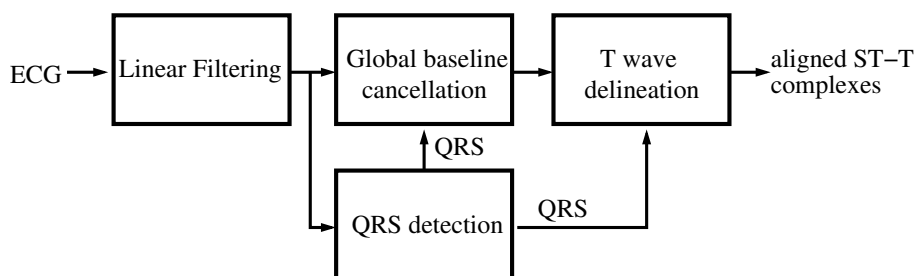 ECG
Linear Filtering
Global baseline
cancellation
T wave
delineation
aligned ST−T
complexes
QRS
QRS detection
QRS